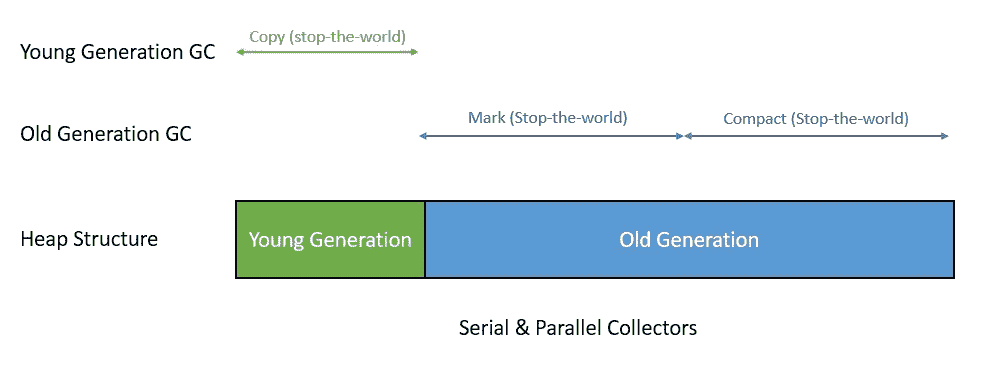 Young Generation GC
Copy (stop-the-world)
Old Generation GC
Mark (Stop-the-world)
Compact (Stop-the-world)
Heap Structure
Young Generation
Old Generation
Serial & Parallel Collectors